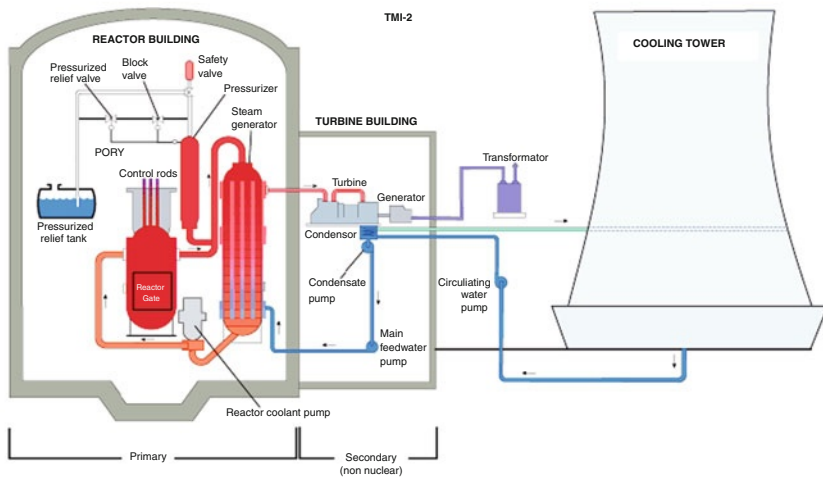 TMI-2
REACTOR BUILDING
COOLING TOWER
Pressurized
relief valve
Block
valve
Safety
valve
Pressurizer
Steam
generator
TURBINE BUILDING
PORY
Control rods
Turbine
Generator
Transformator
Pressurized
relief tank
Condensor
Condensate
pump
Circuliating
water
pump
Reactor
Gate
Main
feedwater
pump
Reactor coolant pump
Primary
Secondary
(non nuclear)